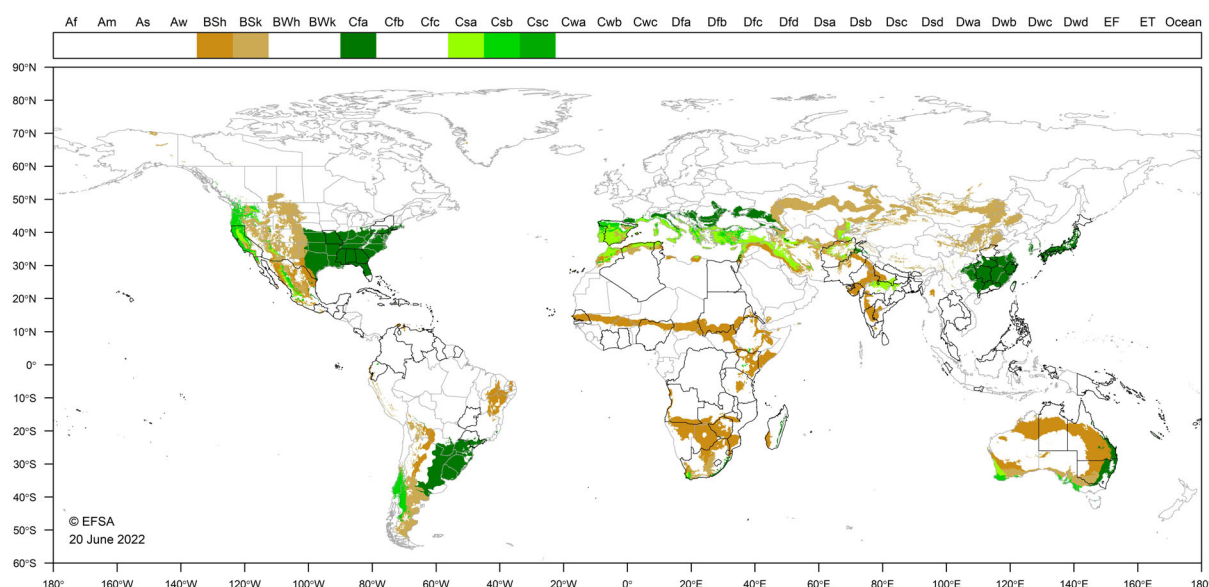 Af Am As Aw BSh BSk BWh BWk Cfa Cfb Cfc Csa Csb Csc Cwa Cwb Cwc Dfa Dfb Dfc Dfd Dsa Dsb Dsc Dsd Dwa Dwb Dwc Dwd EF ET Ocean
90°N
80°N
70°N
60°N
50°N
40°N
30°N
20°N
10°N
0°
10°S
20°S
30°S
40°S
50°S
60°S
© EFSA
20 June 2022
180° 160°W 140°W 120°W 100°W 80°W 60°W 40°W 20°W 0° 20°E 40°E 60°E 80°E 100°E 120°E 140°E 160°E 180°